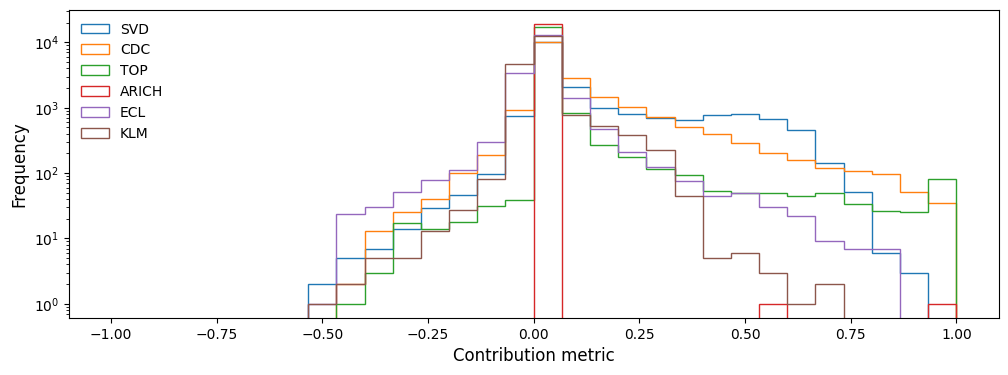 SVD
CDC
TOP
ARICH
ECL
KLM
Frequency
10⁴
10³
10²
10¹
10⁰
−1.00 −0.75 −0.50 −0.25 0.00 0.25 0.50 0.75 1.00
Contribution metric